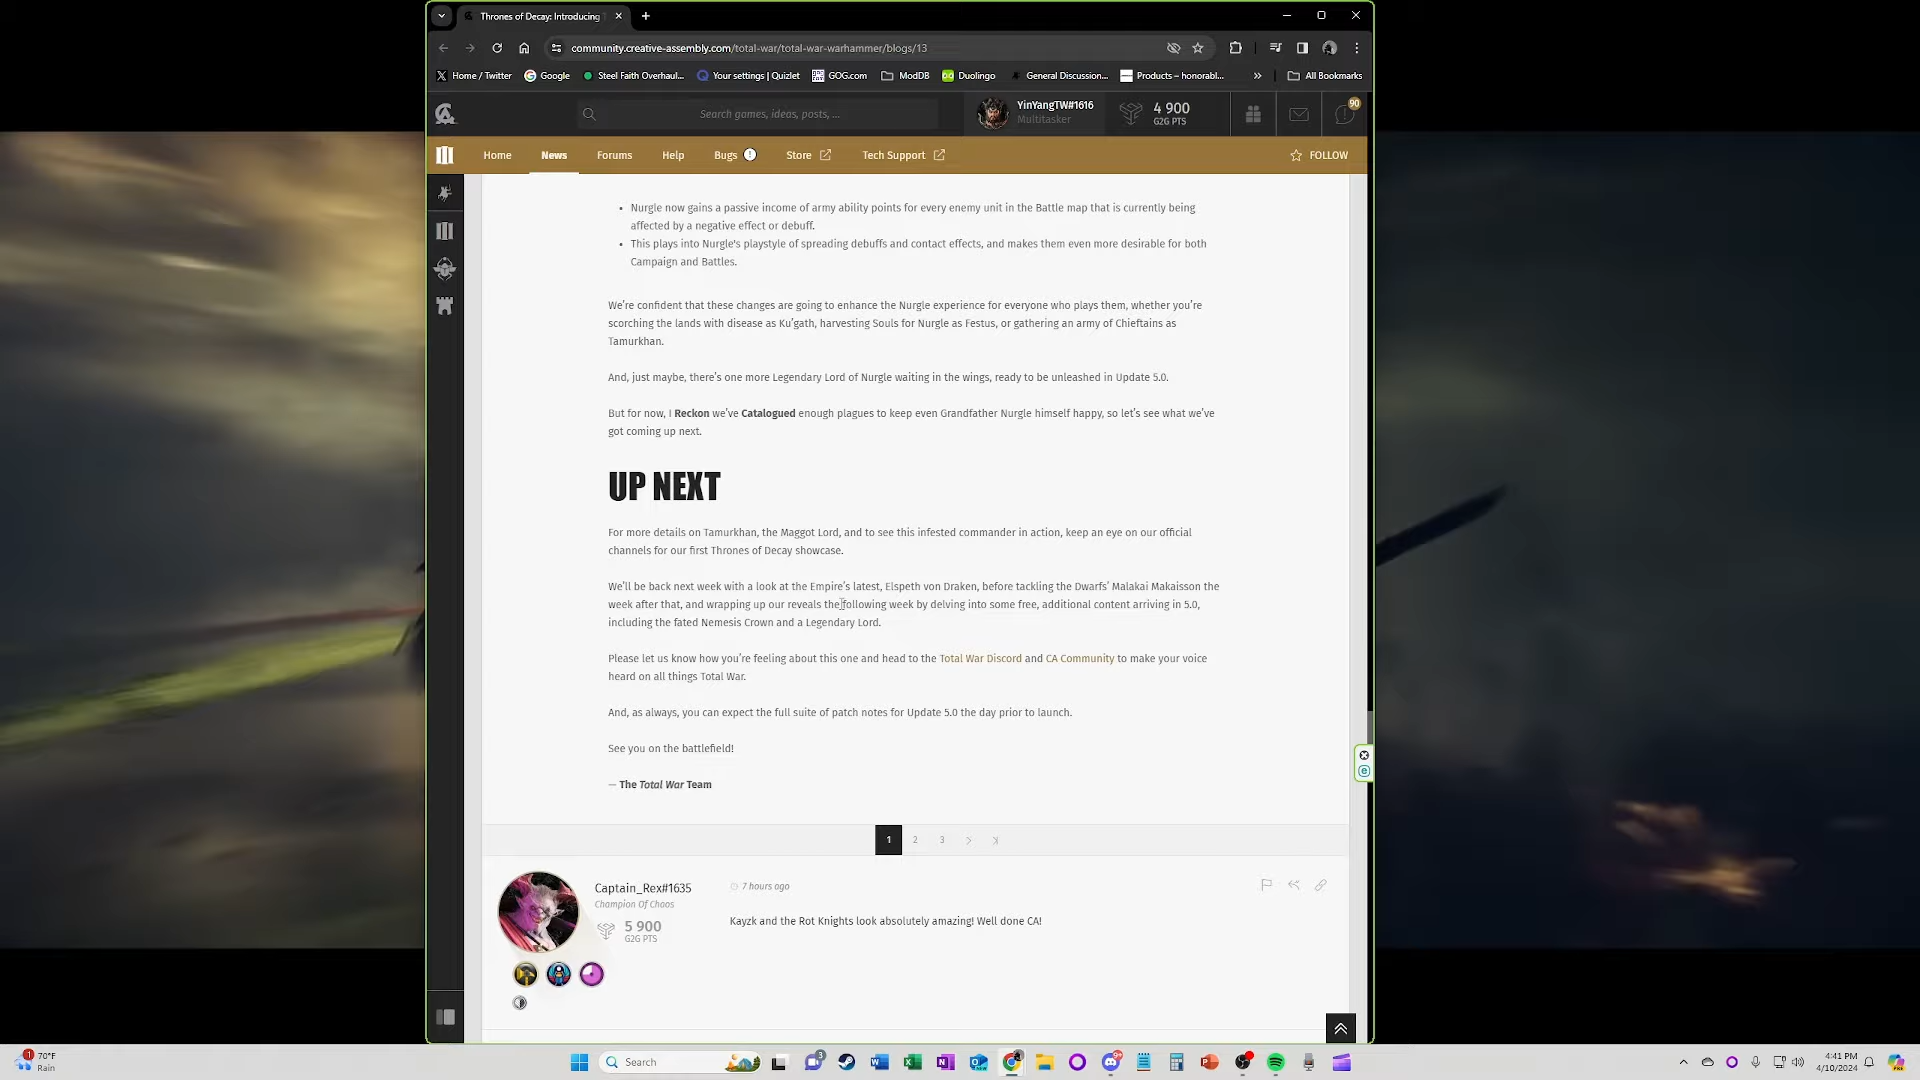 Thrones of Decay: Introducing
community.creative-assembly.com/total-war/total-war-warhammer/blogs/13
Home / Twitter
Google
Steel Faith Overhaul...
Your settings | Quizlet
GOG.com
ModDB
Duolingo
General Discussion...
Products – honorabl...
»
All Bookmarks
Search games, ideas, posts, ...
YinYangTW#1616
Multitasker
4 900
G2G PTS
90
Home
News
Forums
Help
Bugs
Store
Tech Support
FOLLOW
• Nurgle now gains a passive income of army ability points for every enemy unit in the Battle map that is currently being
affected by a negative effect or debuff.
• This plays into Nurgle's playstyle of spreading debuffs and contact effects, and makes them even more desirable for both
Campaign and Battles.
We're confident that these changes are going to enhance the Nurgle experience for everyone who plays them, whether you're
scorching the lands with disease as Ku'gath, harvesting Souls for Nurgle as Festus, or gathering an army of Chieftains as
Tamurkhan.
And, just maybe, there's one more Legendary Lord of Nurgle waiting in the wings, ready to be unleashed in Update 5.0.
But for now, I Reckon we've Catalogued enough plagues to keep even Grandfather Nurgle himself happy, so let's see what we've
got coming up next.
UP NEXT
For more details on Tamurkhan, the Maggot Lord, and to see this infested commander in action, keep an eye on our official
channels for our first Thrones of Decay showcase.
We'll be back next week with a look at the Empire's latest, Elspeth von Draken, before tackling the Dwarfs' Malakai Makaisson the
week after that, and wrapping up our reveals the following week by delving into some free, additional content arriving in 5.0,
including the fated Nemesis Crown and a Legendary Lord.
Please let us know how you're feeling about this one and head to the Total War Discord and CA Community to make your voice
heard on all things Total War.
And, as always, you can expect the full suite of patch notes for Update 5.0 the day prior to launch.
See you on the battlefield!
— The Total War Team
1 2 3
Captain_Rex#1635
Champion Of Chaos
5 900
G2G PTS
7 hours ago
Kayzk and the Rot Knights look absolutely amazing! Well done CA!
70°F
Rain
Search
4:41 PM
4/10/2024